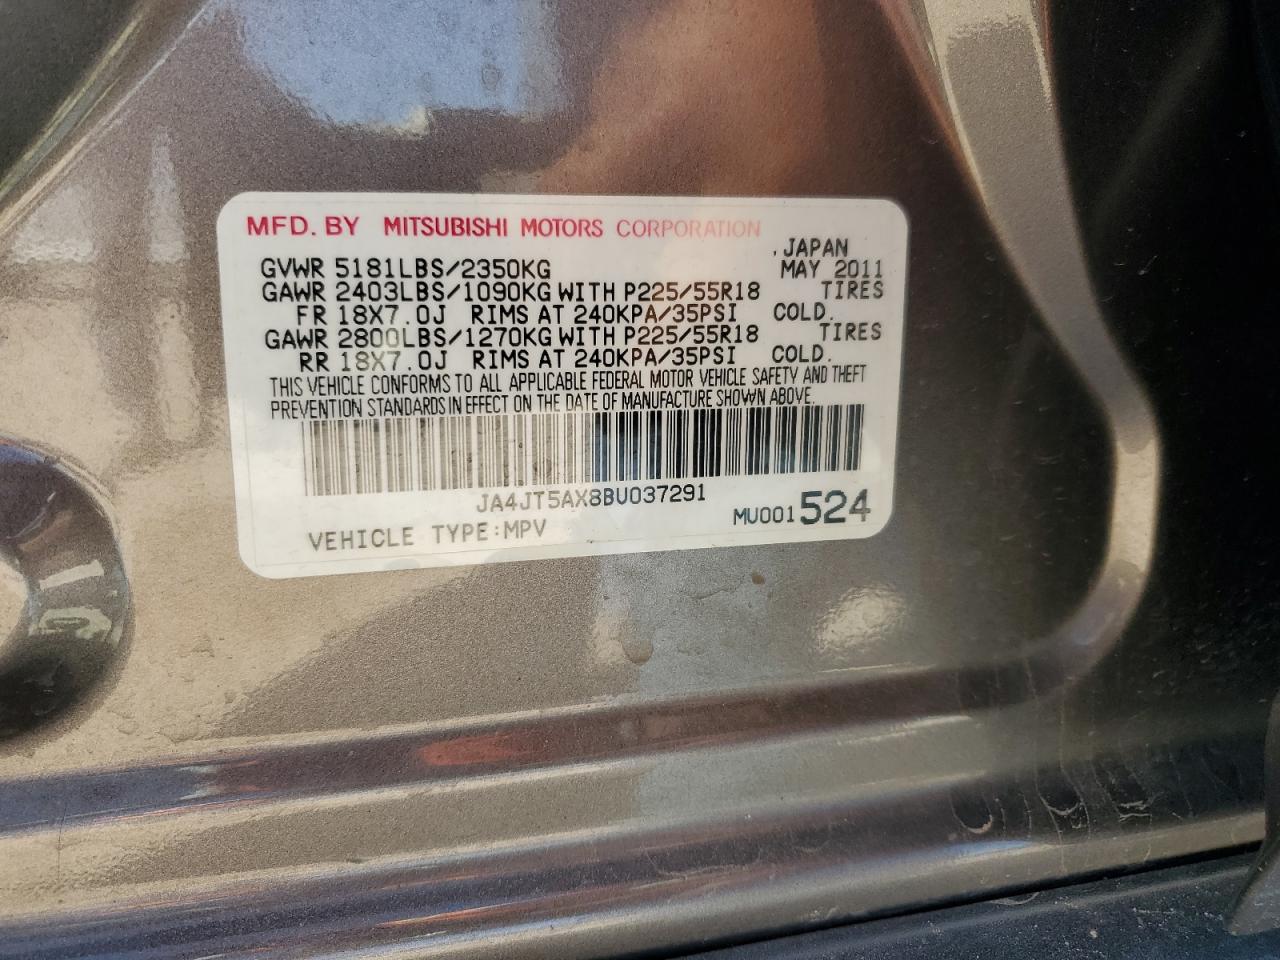 MFD. BY MITSUBISHI MOTORS CORPORATION
JAPAN
GVWR 5181LBS/2350KG MAY 2011
GAWR 2403LBS/1090KG WITH P225/55R18 TIRES
FR 18X7.0J RIMS AT 240KPA/35PSI COLD.
GAWR 2800LBS/1270KG WITH P225/55R18 TIRES
RR 18X7.0J RIMS AT 240KPA/35PSI COLD.
THIS VEHICLE CONFORMS TO ALL APPLICABLE FEDERAL MOTOR VEHICLE SAFETY AND THEFT
PREVENTION STANDARDS IN EFFECT ON THE DATE OF MANUFACTURE SHOWN ABOVE.
JA4JT5AX8BU037291
VEHICLE TYPE:MPV MU001524